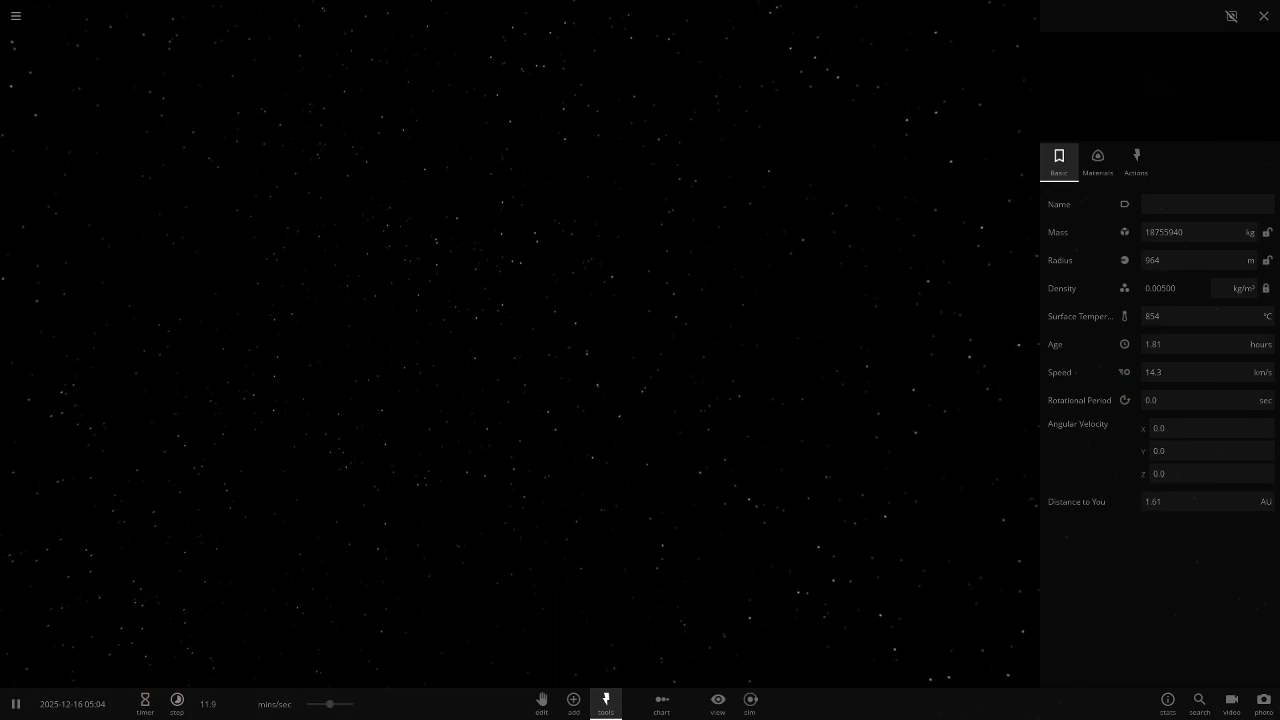 Basic Materials Actions
Name
Mass 18755940 kg
Radius 964 m
Density 0.00500 kg/m³
Surface Temper... 854 °C
Age 1.81 hours
Speed 14.3 km/s
Rotational Period 0.0 sec
Angular Velocity X 0.0
Y 0.0
Z 0.0
Distance to You 1.61 AU
2025-12-16 05:04 timer step 11.9 mins/sec edit add tools chart view sim stats search video photo